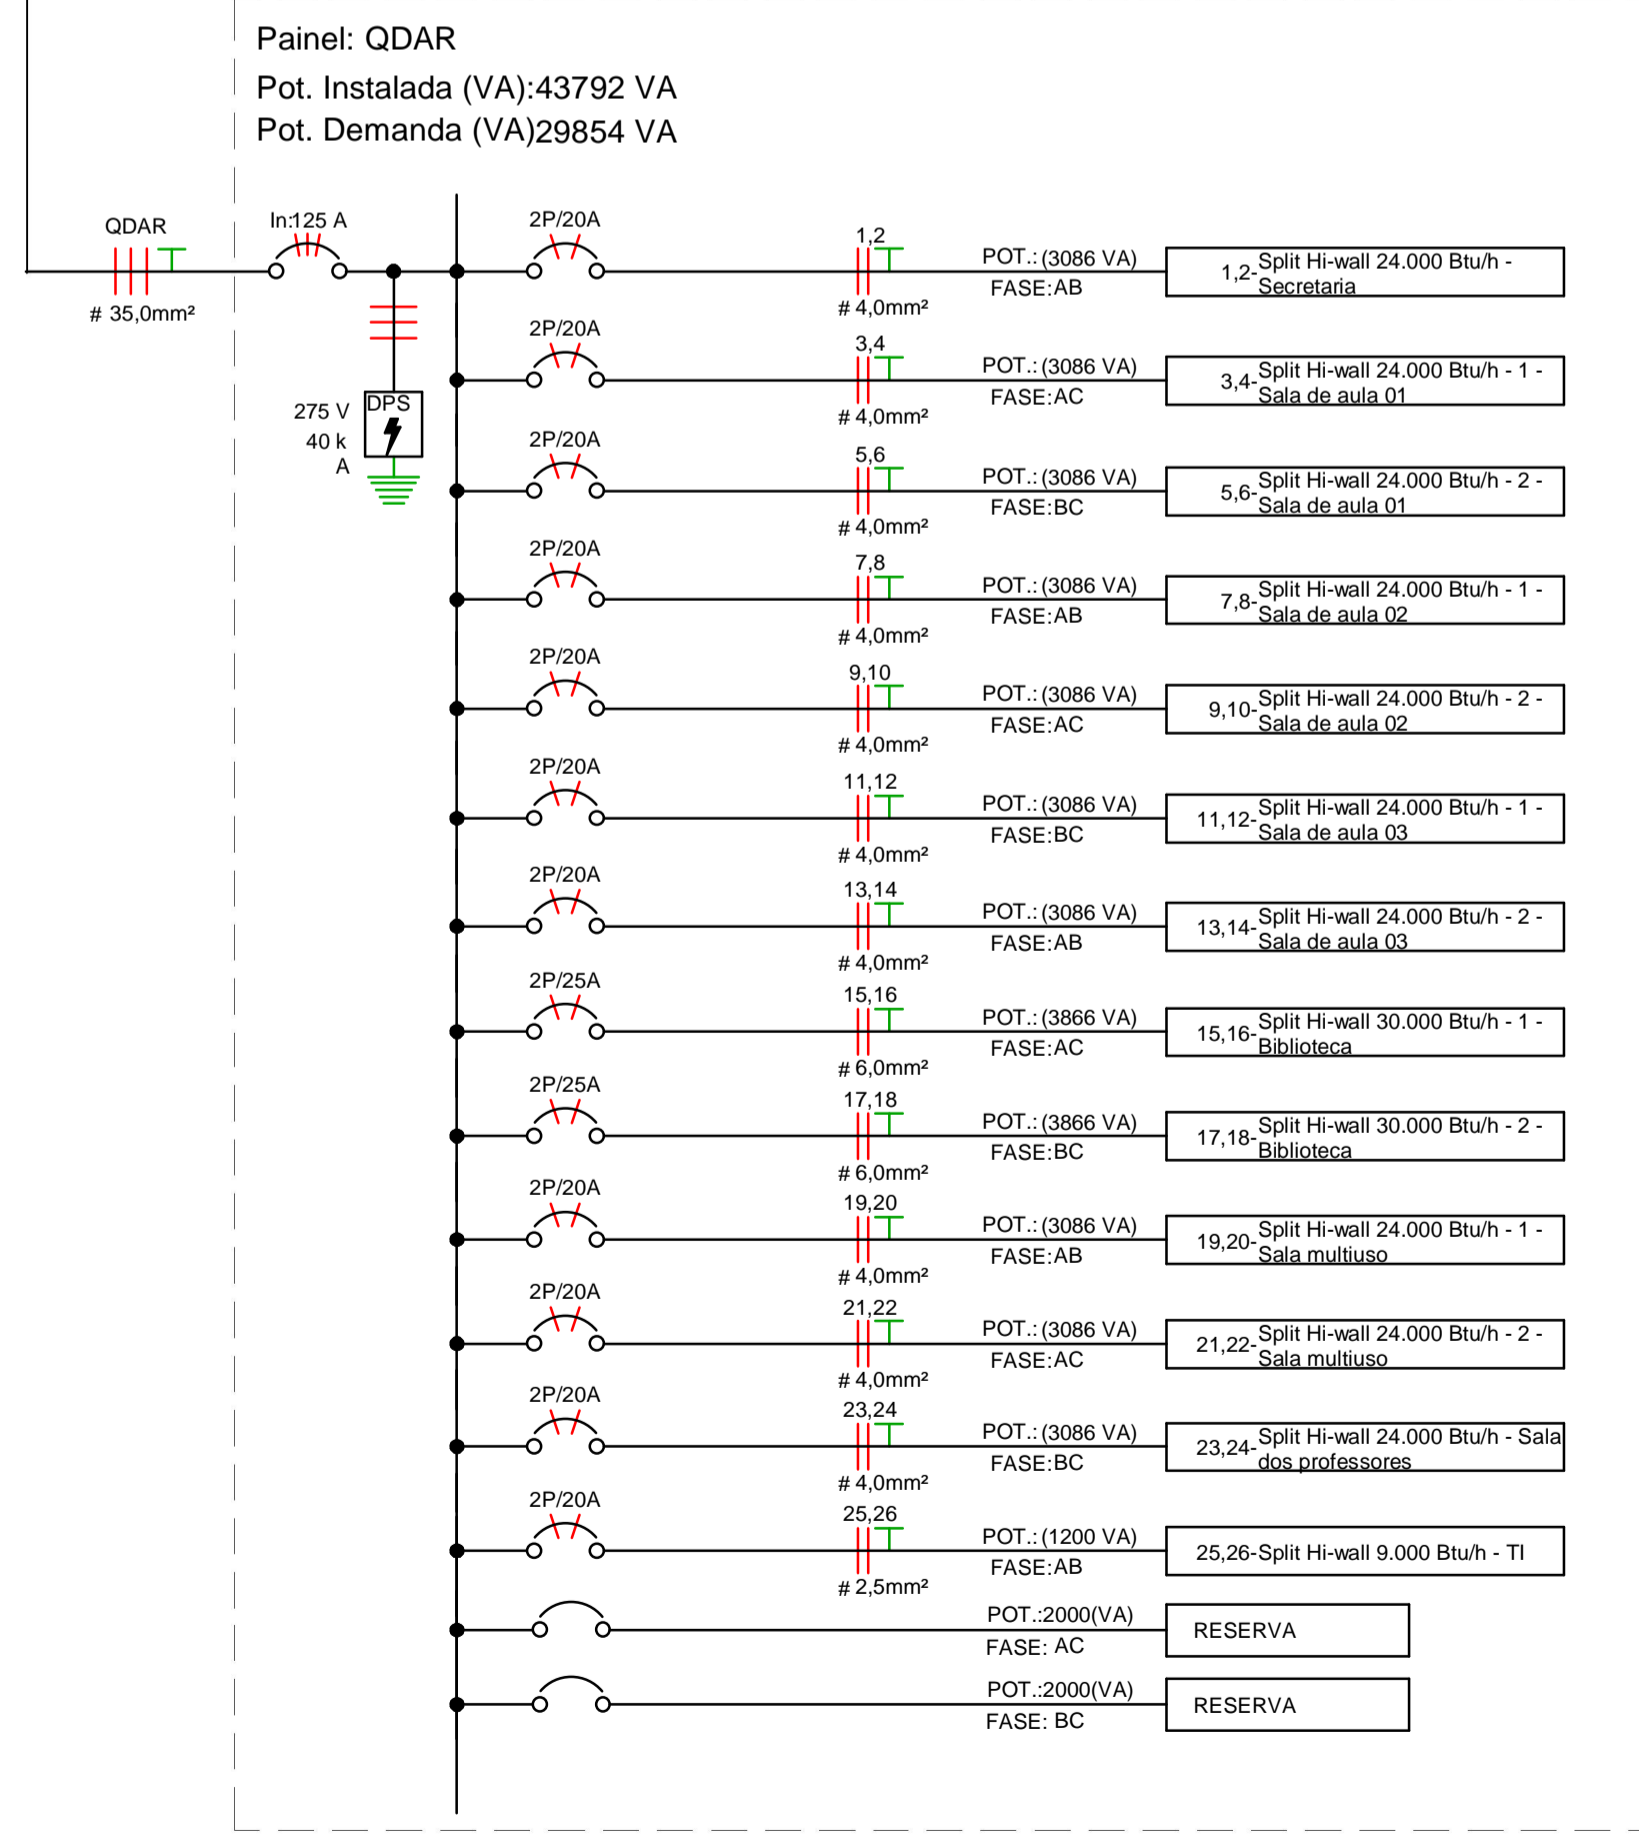 Painel: QDAR
Pot. Instalada (VA):43792 VA
Pot. Demanda (VA)29854 VA
QDAR
# 35,0mm²
In:125 A
275 V
40 k
A
DPS
2P/20A
1,2
# 4,0mm²
POT.: (3086 VA)
FASE:AB
1,2-Split Hi-wall 24.000 Btu/h -
Secretaria
2P/20A
3,4
# 4,0mm²
POT.: (3086 VA)
FASE:AC
3,4-Split Hi-wall 24.000 Btu/h - 1 -
Sala de aula 01
2P/20A
5,6
# 4,0mm²
POT.: (3086 VA)
FASE:BC
5,6-Split Hi-wall 24.000 Btu/h - 2 -
Sala de aula 01
2P/20A
7,8
# 4,0mm²
POT.: (3086 VA)
FASE:AB
7,8-Split Hi-wall 24.000 Btu/h - 1 -
Sala de aula 02
2P/20A
9,10
# 4,0mm²
POT.: (3086 VA)
FASE:AC
9,10-Split Hi-wall 24.000 Btu/h - 2 -
Sala de aula 02
2P/20A
11,12
# 4,0mm²
POT.: (3086 VA)
FASE:BC
11,12-Split Hi-wall 24.000 Btu/h - 1 -
Sala de aula 03
2P/20A
13,14
# 4,0mm²
POT.: (3086 VA)
FASE:AB
13,14-Split Hi-wall 24.000 Btu/h - 2 -
Sala de aula 03
2P/25A
15,16
# 6,0mm²
POT.: (3866 VA)
FASE:AC
15,16-Split Hi-wall 30.000 Btu/h - 1 -
Biblioteca
2P/25A
17,18
# 6,0mm²
POT.: (3866 VA)
FASE:BC
17,18-Split Hi-wall 30.000 Btu/h - 2 -
Biblioteca
2P/20A
19,20
# 4,0mm²
POT.: (3086 VA)
FASE:AB
19,20-Split Hi-wall 24.000 Btu/h - 1 -
Sala multiuso
2P/20A
21,22
# 4,0mm²
POT.: (3086 VA)
FASE:AC
21,22-Split Hi-wall 24.000 Btu/h - 2 -
Sala multiuso
2P/20A
23,24
# 4,0mm²
POT.: (3086 VA)
FASE:BC
23,24-Split Hi-wall 24.000 Btu/h - Sala
dos professores
2P/20A
25,26
# 2,5mm²
POT.: (1200 VA)
FASE:AB
25,26-Split Hi-wall 9.000 Btu/h - TI
POT.:2000(VA)
FASE: AC
RESERVA
POT.:2000(VA)
FASE: BC
RESERVA